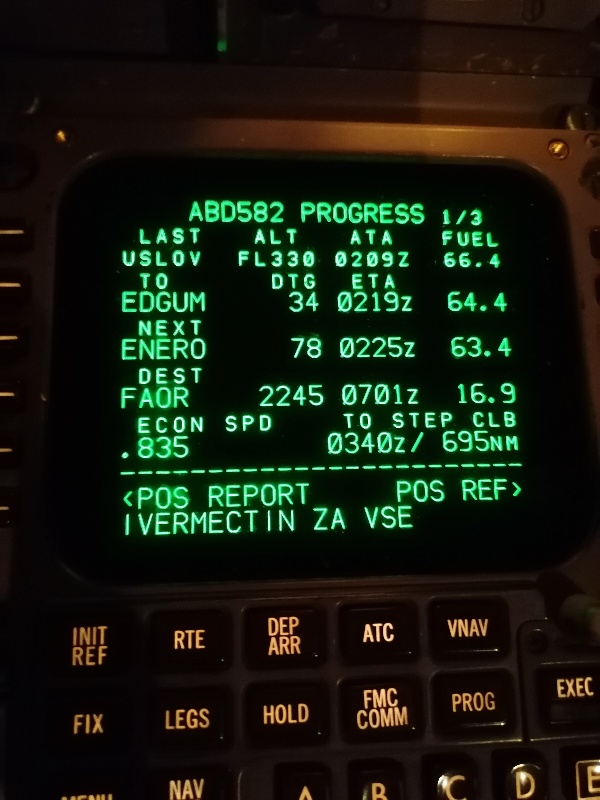 ABD582 PROGRESS 1/3
LAST ALT ATA FUEL
USLOV FL330 0209Z 66.4
TO DTG ETA
EDGUM 34 0219z 64.4
NEXT
ENERO 78 0225z 63.4
DEST
FAOR 2245 0701z 16.9
ECON SPD TO STEP CLB
.835 0340z/ 695NM
--------------------------------
<POS REPORT POS REF>
IVERMECTIN ZA VSE
INIT REF RTE DEP ARR ATC VNAV
FIX LEGS HOLD FMC COMM PROG EXEC
MENU NAV A B C D E